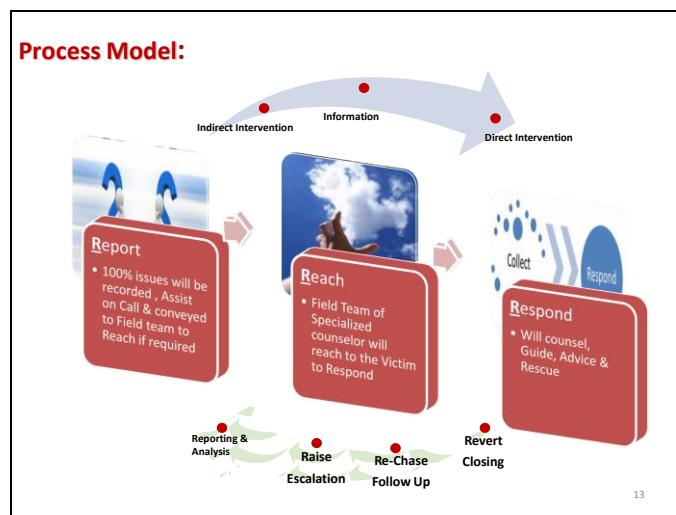 Process Model:
Indirect Intervention
Information
Direct Intervention
Report
• 100% issues will be
recorded , Assist
on Call & conveyed
to Field team to
Reach if required
Reach
• Field Team of
Specialized
counselor will
reach to the Victim
to Respond
Collect
Respond
Respond
• Will counsel,
Guide, Advice &
Rescue
Reporting &
Analysis
Raise
Escalation
Re-Chase
Follow Up
Revert
Closing
13